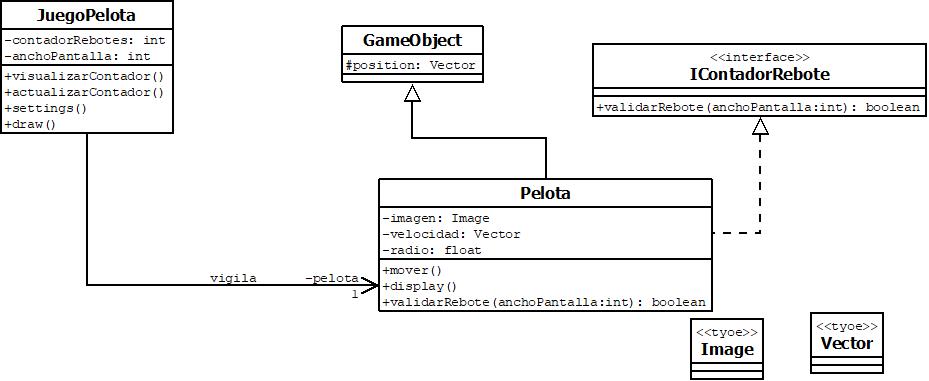 JuegoPelota
-contadorRebotes: int
-anchoPantalla: int
+visualizarContador()
+actualizarContador()
+settings()
+draw()
GameObject
#position: Vector
<<interface>>
IContadorRebote
+validarRebote(anchoPantalla:int): boolean
Pelota
-imagen: Image
-velocidad: Vector
-radio: float
+mover()
+display()
+validarRebote(anchoPantalla:int): boolean
vigila
-pelota
1
<<tyoe>>
Image
<<tyoe>>
Vector